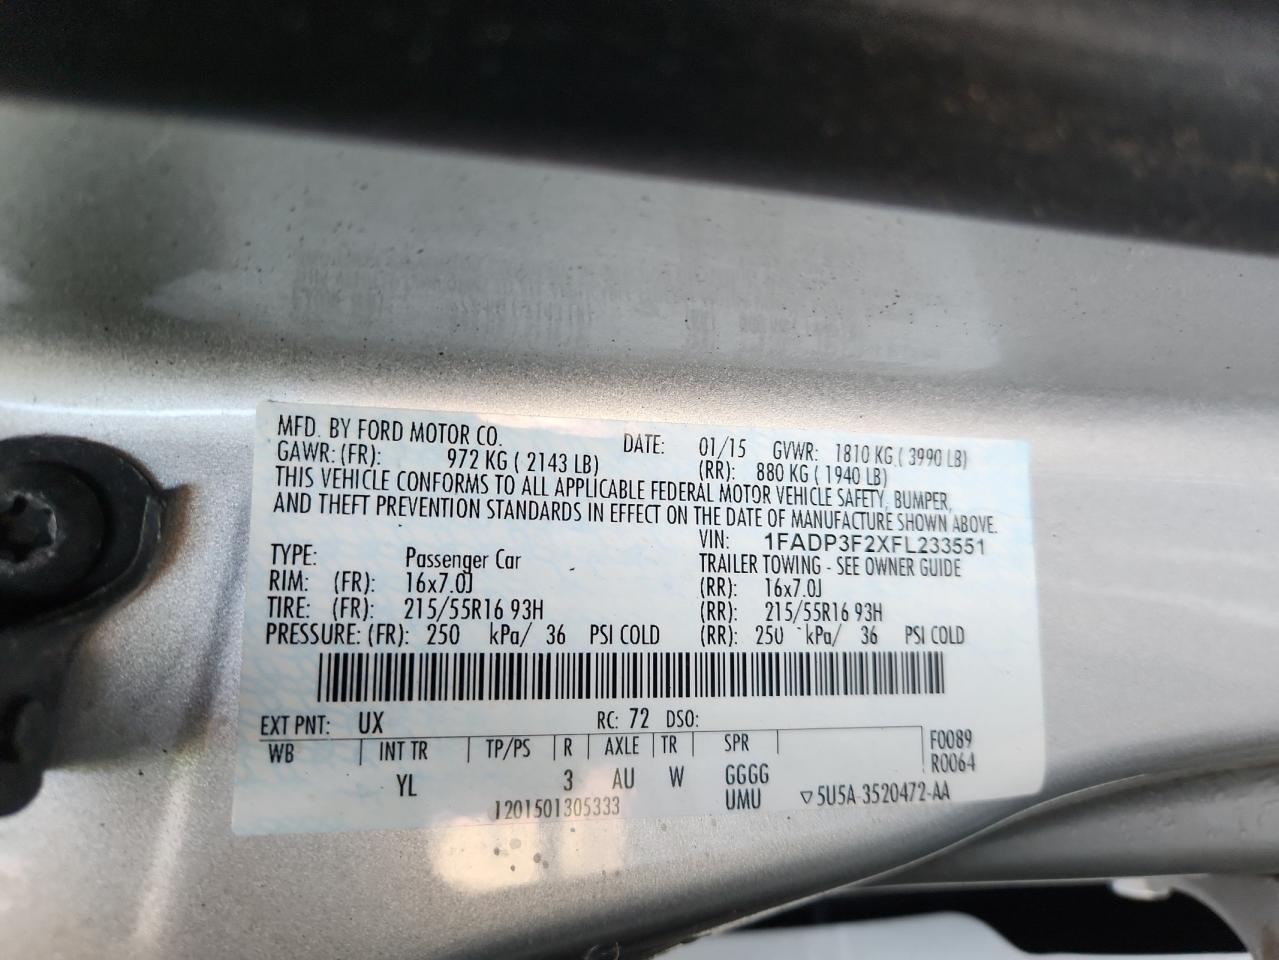 MFD. BY FORD MOTOR CO. DATE: 01/15 GVWR: 1810 KG ( 3990 LB)
GAWR: (FR): 972 KG ( 2143 LB) (RR): 880 KG ( 1940 LB)
THIS VEHICLE CONFORMS TO ALL APPLICABLE FEDERAL MOTOR VEHICLE SAFETY, BUMPER,
AND THEFT PREVENTION STANDARDS IN EFFECT ON THE DATE OF MANUFACTURE SHOWN ABOVE.
VIN: 1FADP3F2XFL233551
TYPE: Passenger Car TRAILER TOWING - SEE OWNER GUIDE
RIM: (FR): 16x7.0J (RR): 16x7.0J
TIRE: (FR): 215/55R16 93H (RR): 215/55R16 93H
PRESSURE: (FR): 250 kPa/ 36 PSI COLD (RR): 250 kPa/ 36 PSI COLD
EXT PNT: UX RC: 72 DSO:
WB INT TR TP/PS R AXLE TR SPR F0089
R0064
YL 3 AU W GGGG
1201501305333 UMU ▽5U5A-3520472-AA